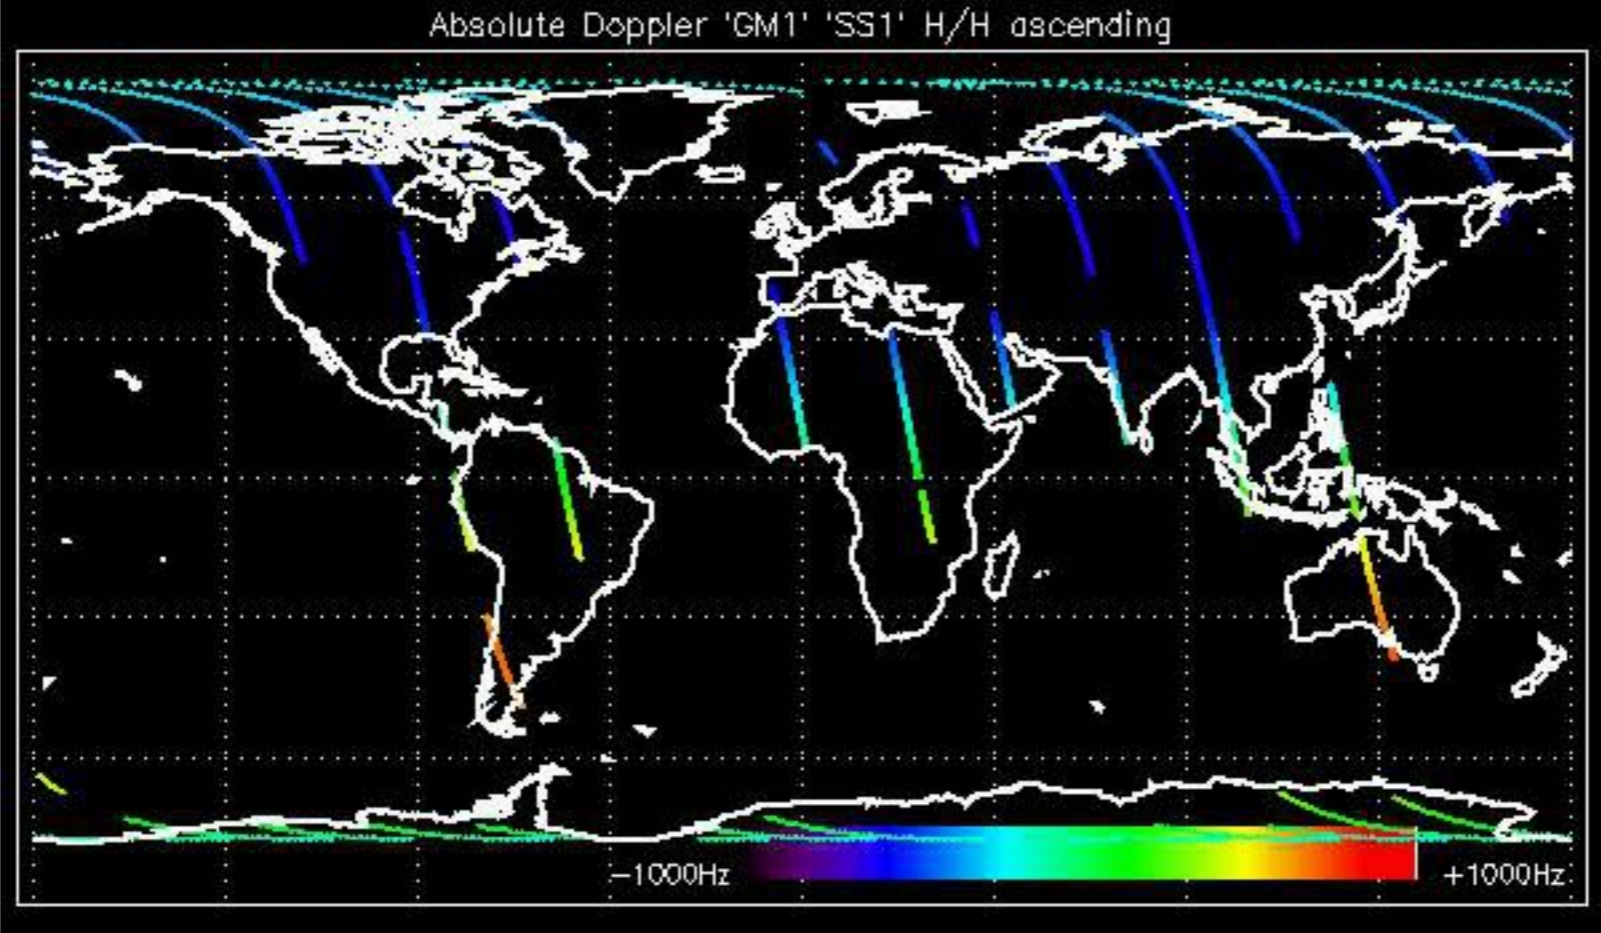 Absolute Doppler 'GM1' 'SS1' H/H ascending
−1000Hz +1000Hz